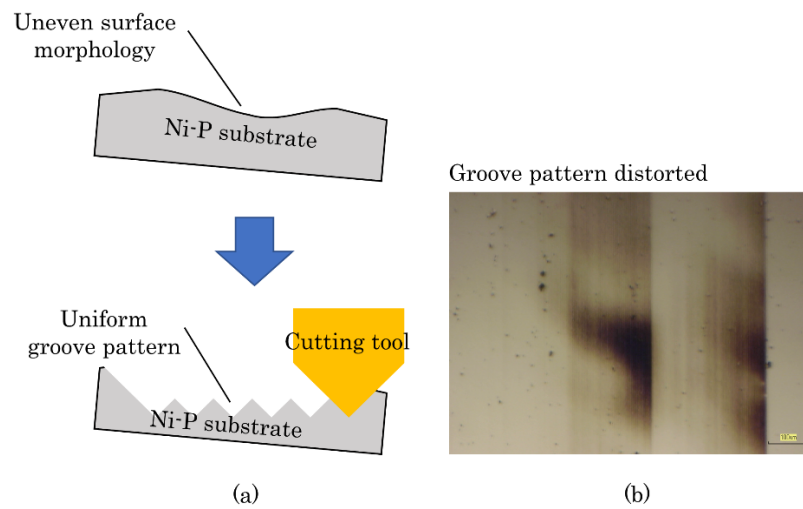 Uneven surface
morphology
Ni-P substrate
Groove pattern distorted
Uniform
groove pattern
Cutting tool
Ni-P substrate
(a)
(b)